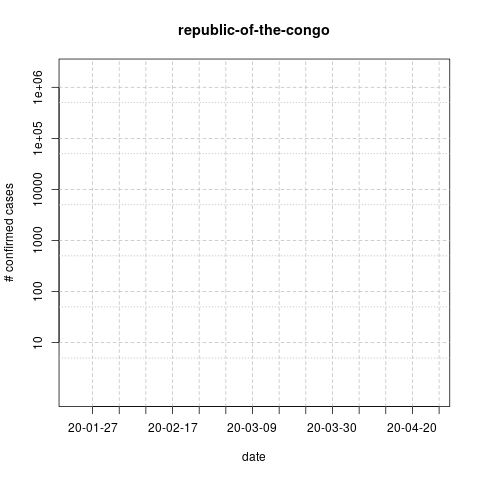 republic-of-the-congo
# confirmed cases
1e+06
1e+05
10000
1000
100
10
20-01-27 20-02-17 20-03-09 20-03-30 20-04-20
date